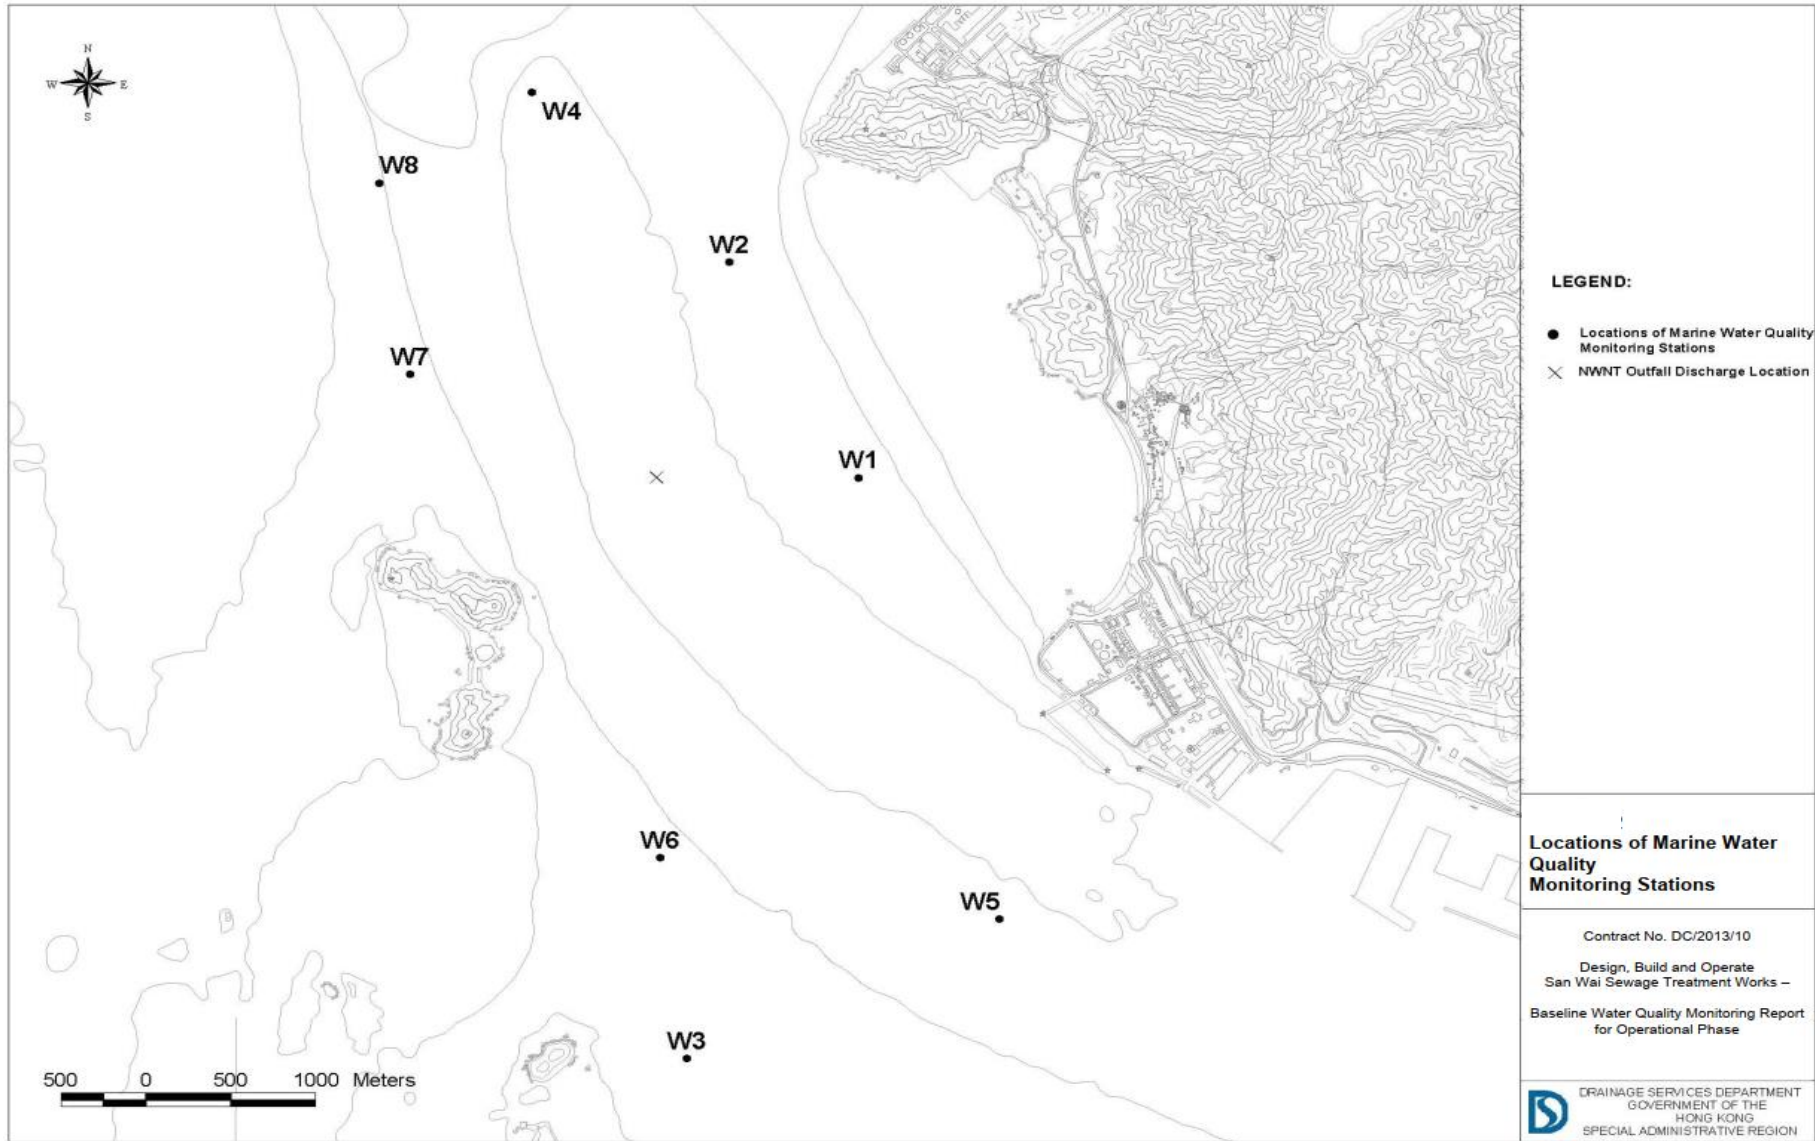 N
W E
S
W4
W8
W2
W7
W1
W6
W5
W3
500 0 500 1000 Meters
LEGEND:
Locations of Marine Water Quality
Monitoring Stations
NWNT Outfall Discharge Location
Locations of Marine Water
Quality
Monitoring Stations
Contract No. DC/2013/10
Design, Build and Operate
San Wai Sewage Treatment Works –
Baseline Water Quality Monitoring Report
for Operational Phase
DRAINAGE SERVICES DEPARTMENT
GOVERNMENT OF THE
HONG KONG
SPECIAL ADMINISTRATIVE REGION